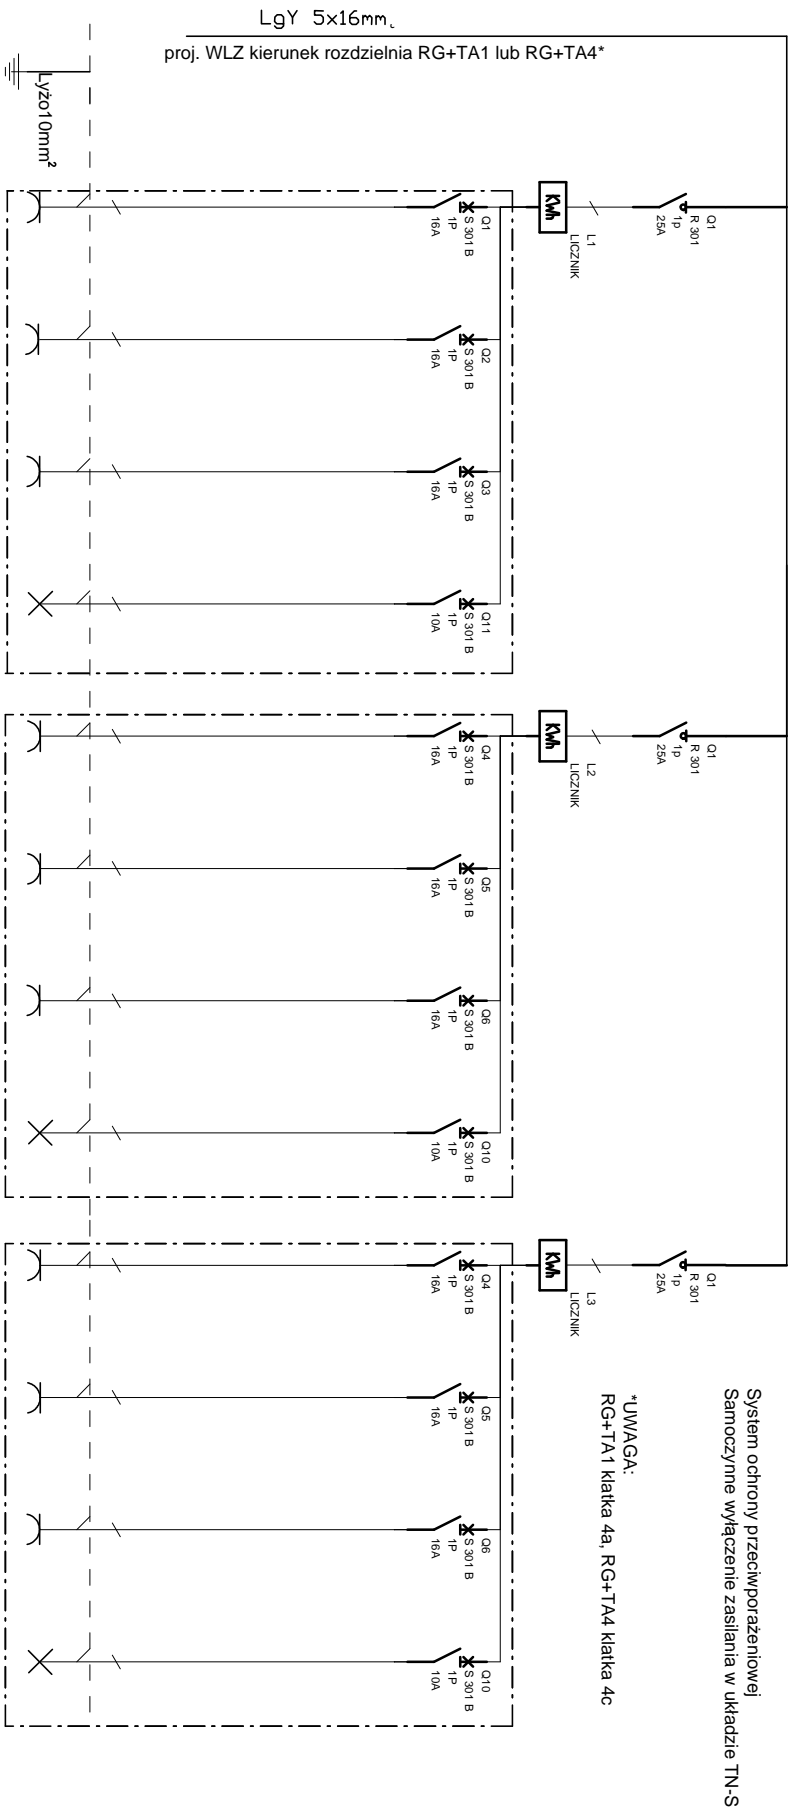 LgY 5x16mm
proj. WLZ kierunek rozdzielnia RG+TA1 lub RG+TA4*
Lyżo10mm²
Q1
R 301
1p
25A
L1
LICZNIK
KWh
Q1
S 301 B
1P
16A
Q2
S 301 B
1P
16A
Q3
S 301 B
1P
16A
Q11
S 301 B
1P
10A
Q1
R 301
1p
25A
L2
LICZNIK
KWh
Q4
S 301 B
1P
16A
Q5
S 301 B
1P
16A
Q6
S 301 B
1P
16A
Q10
S 301 B
1P
10A
Q1
R 301
1p
25A
L3
LICZNIK
KWh
Q4
S 301 B
1P
16A
Q5
S 301 B
1P
16A
Q6
S 301 B
1P
16A
Q10
S 301 B
1P
10A
System ochrony przeciwporażeniowej
Samoczynne wyłączenie zasilania w układzie TN-S
*UWAGA:
RG+TA1 klatka 4a, RG+TA4 klatka 4c